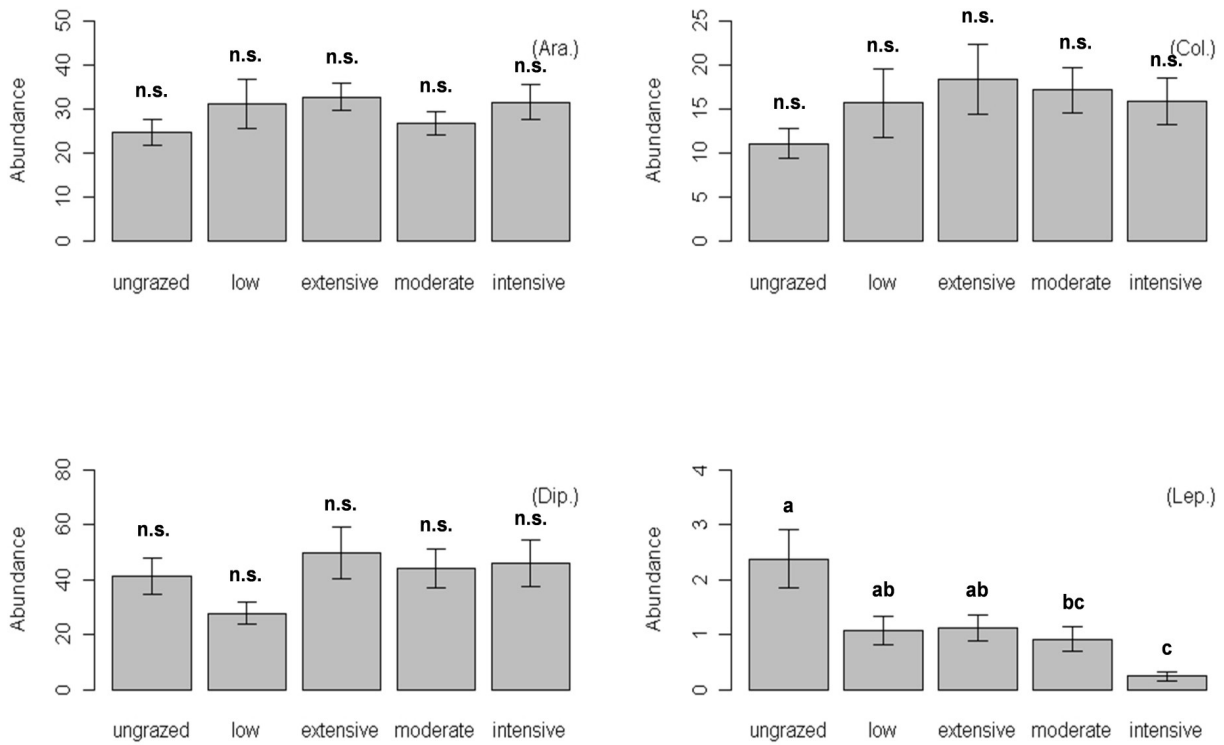 50
40
30
20
10
0
Abundance
(Ara.)
n.s.
n.s.
n.s.
n.s.
n.s.
ungrazed low extensive moderate intensive
25
20
15
10
5
0
Abundance
(Col.)
n.s.
n.s.
n.s.
n.s.
n.s.
ungrazed low extensive moderate intensive
80
60
40
20
0
Abundance
(Dip.)
n.s.
n.s.
n.s.
n.s.
n.s.
ungrazed low extensive moderate intensive
4
3
2
1
0
Abundance
(Lep.)
a
ab
ab
bc
c
ungrazed low extensive moderate intensive